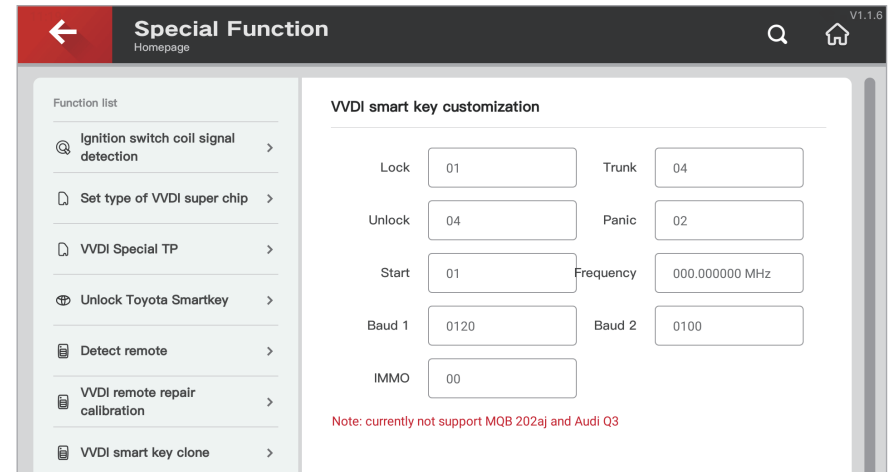 V1.1.6
Special Function
Homepage
Function list
Ignition switch coil signal
detection
Set type of VVDI super chip
VVDI Special TP
Unlock Toyota Smartkey
Detect remote
VVDI remote repair
calibration
VVDI smart key clone
VVDI smart key customization
Lock 01 Trunk 04
Unlock 04 Panic 02
Start 01 Frequency 000.000000 MHz
Baud 1 0120 Baud 2 0100
IMMO 00
Note: currently not support MQB 202aj and Audi Q3